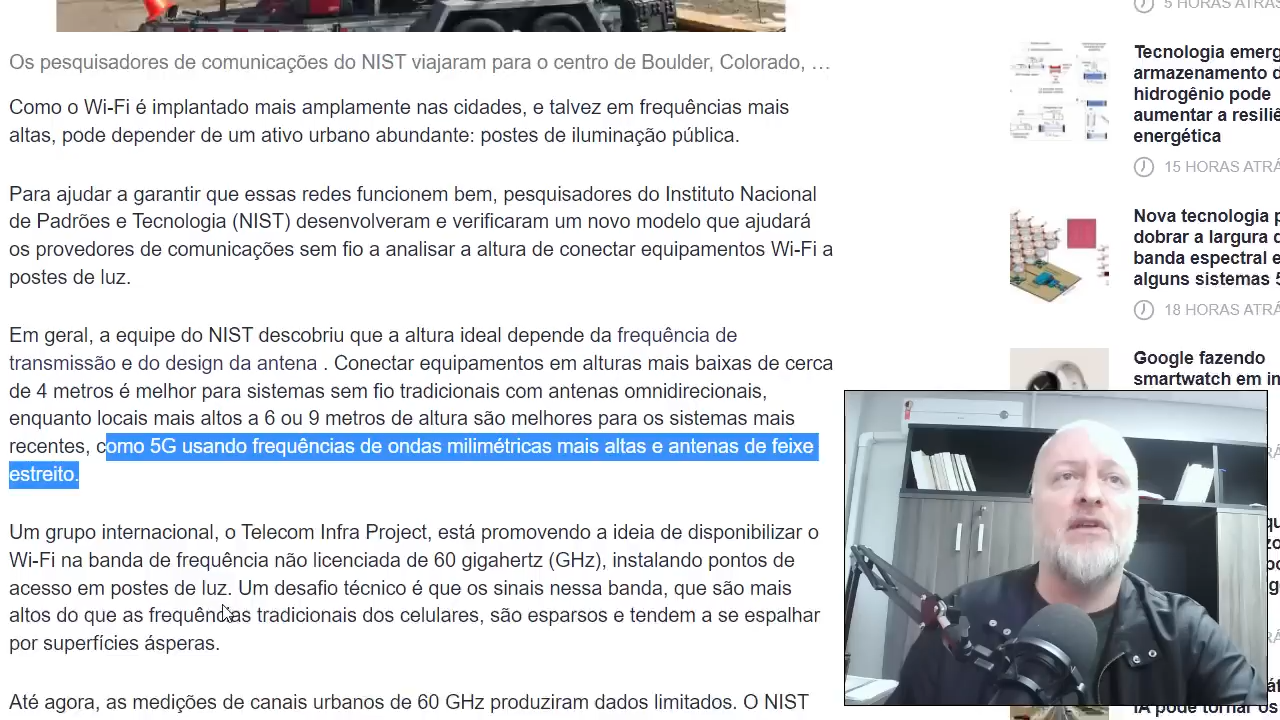 Os pesquisadores de comunicações do NIST viajaram para o centro de Boulder, Colorado, …
Como o Wi-Fi é implantado mais amplamente nas cidades, e talvez em frequências mais
altas, pode depender de um ativo urbano abundante: postes de iluminação pública.
Para ajudar a garantir que essas redes funcionem bem, pesquisadores do Instituto Nacional
de Padrões e Tecnologia (NIST) desenvolveram e verificaram um novo modelo que ajudará
os provedores de comunicações sem fio a analisar a altura de conectar equipamentos Wi-Fi a
postes de luz.
Em geral, a equipe do NIST descobriu que a altura ideal depende da frequência de
transmissão e do design da antena . Conectar equipamentos em alturas mais baixas de cerca
de 4 metros é melhor para sistemas sem fio tradicionais com antenas omnidirecionais,
enquanto locais mais altos a 6 ou 9 metros de altura são melhores para os sistemas mais
recentes, como 5G usando frequências de ondas milimétricas mais altas e antenas de feixe
estreito.
Um grupo internacional, o Telecom Infra Project, está promovendo a ideia de disponibilizar o
Wi-Fi na banda de frequência não licenciada de 60 gigahertz (GHz), instalando pontos de
acesso em postes de luz. Um desafio técnico é que os sinais nessa banda, que são mais
altos do que as frequências tradicionais dos celulares, são esparsos e tendem a se espalhar
por superfícies ásperas.
Até agora, as medições de canais urbanos de 60 GHz produziram dados limitados. O NIST
5 HORAS ATRÁS
Tecnologia eme
armazenament
hidrogênio pode
aumentar a resili
energética
15 HORAS ATRÁ
Nova tecnologia p
dobrar a largura d
banda espectral e
alguns sistemas 5
18 HORAS ATRÁ
Google fazendo
smartwatch em in
IA pode tornar os